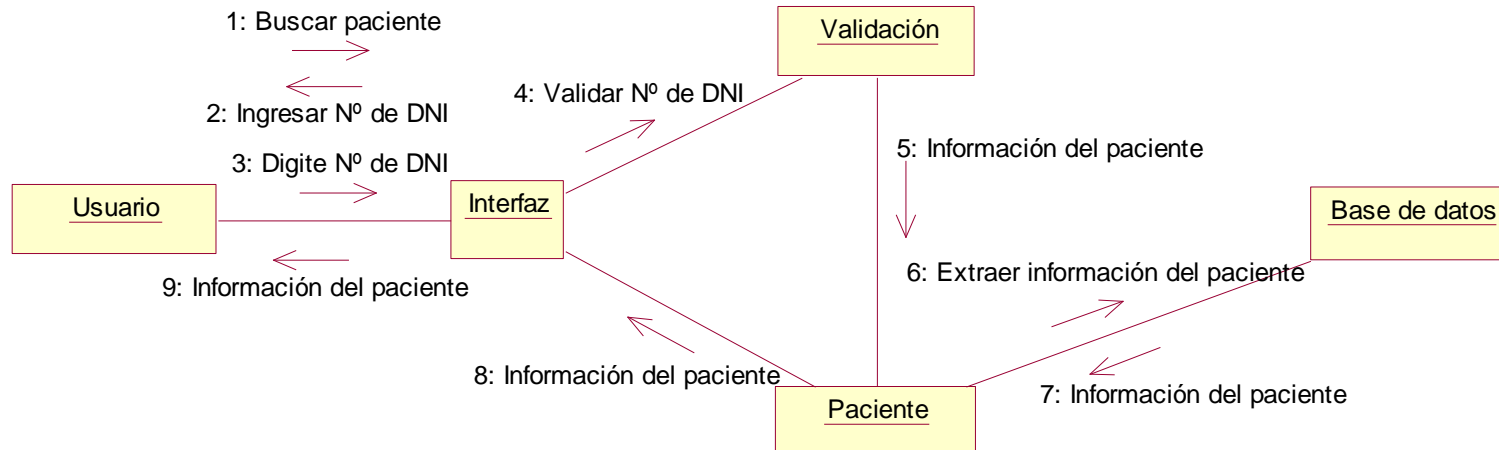 1: Buscar paciente
Validación
2: Ingresar Nº de DNI
4: Validar Nº de DNI
3: Digite Nº de DNI
5: Información del paciente
Usuario
Interfaz
Base de datos
9: Información del paciente
6: Extraer información del paciente
8: Información del paciente
7: Información del paciente
Paciente